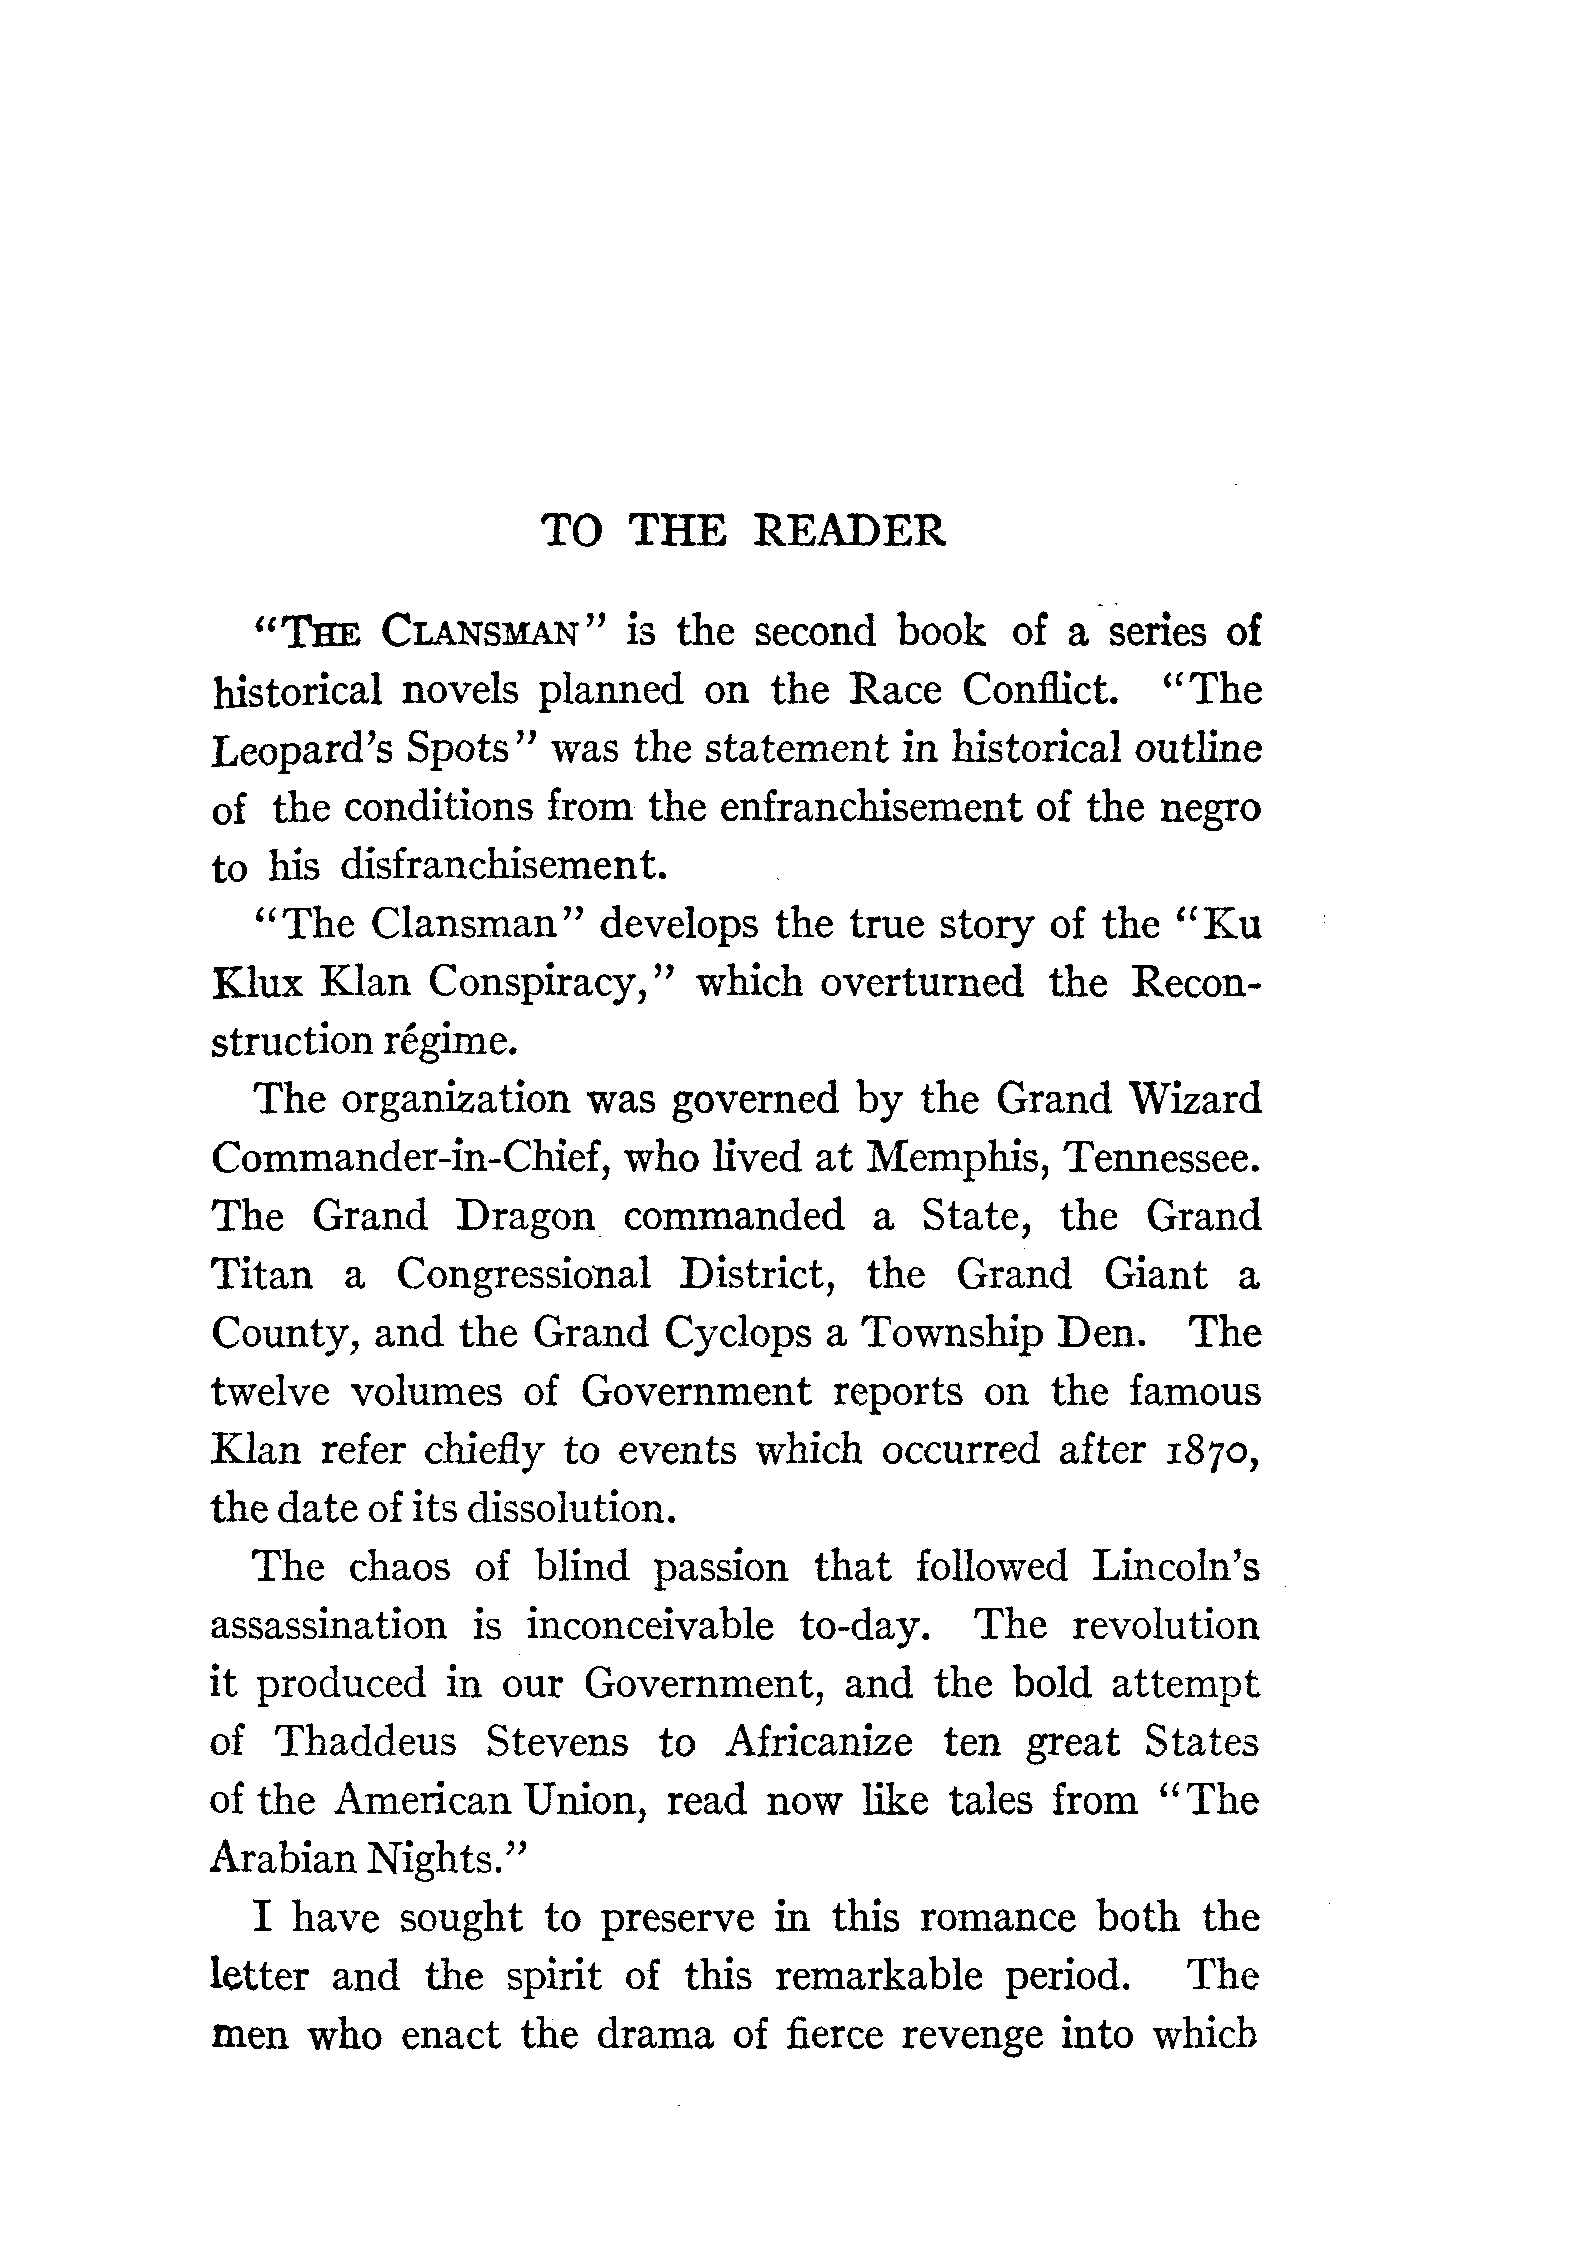 TO THE READER
“THE CLANSMAN” is the second book of a series of
historical novels planned on the Race Conflict. “The
Leopard’s Spots” was the statement in historical outline
of the conditions from the enfranchisement of the negro
to his disfranchisement.
“The Clansman” develops the true story of the “Ku
Klux Klan Conspiracy,” which overturned the Recon-
struction régime.
The organization was governed by the Grand Wizard
Commander-in-Chief, who lived at Memphis, Tennessee.
The Grand Dragon commanded a State, the Grand
Titan a Congressional District, the Grand Giant a
County, and the Grand Cyclops a Township Den. The
twelve volumes of Government reports on the famous
Klan refer chiefly to events which occurred after 1870,
the date of its dissolution.
The chaos of blind passion that followed Lincoln’s
assassination is inconceivable to-day. The revolution
it produced in our Government, and the bold attempt
of Thaddeus Stevens to Africanize ten great States
of the American Union, read now like tales from “The
Arabian Nights.”
I have sought to preserve in this romance both the
letter and the spirit of this remarkable period. The
men who enact the drama of fierce revenge into which